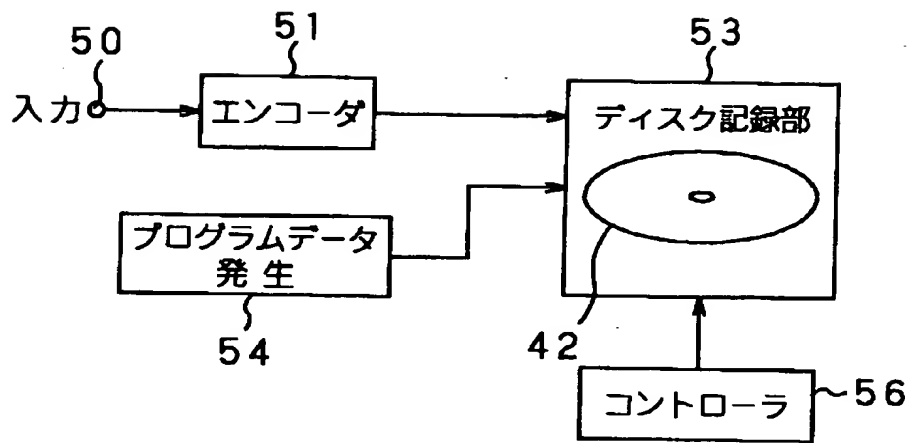 50
51
53
入力
エンコーダ
ディスク記録部
プログラムデータ
発生
54
42
コントローラ
56